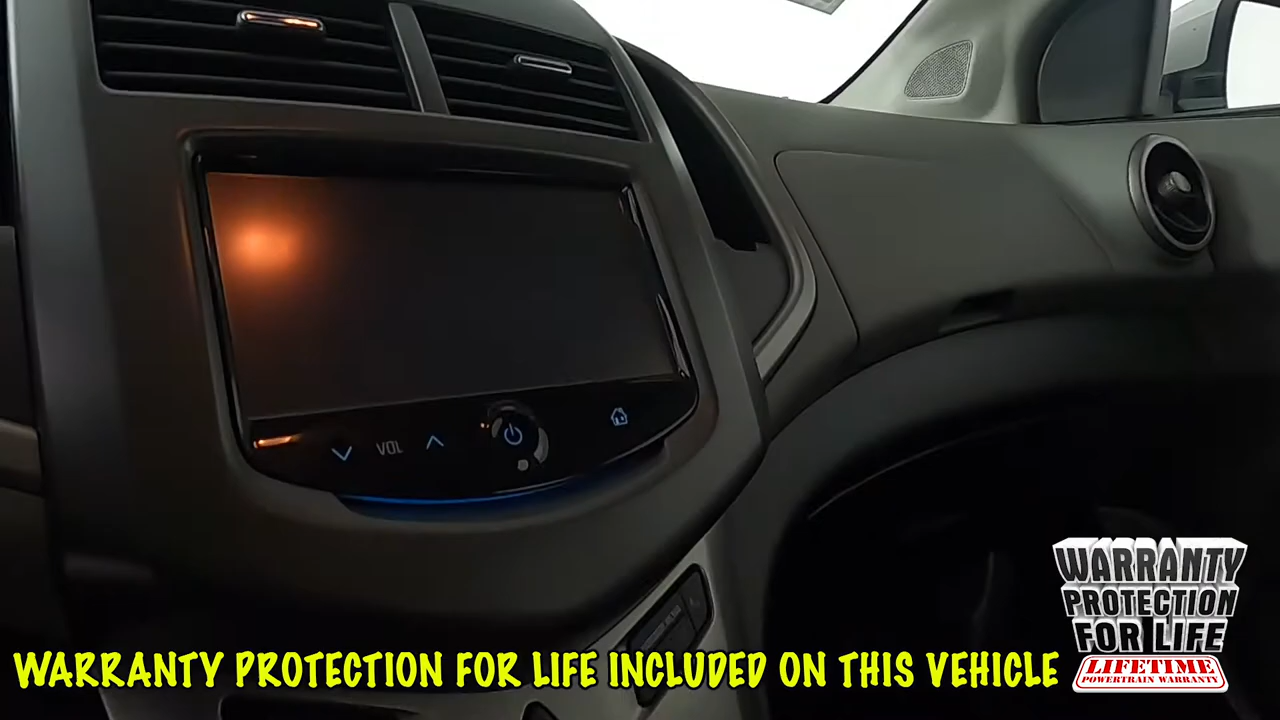 VOL
WARRANTY PROTECTION FOR LIFE INCLUDED ON THIS VEHICLE
WARRANTY
PROTECTION
FOR LIFE
LIFETIME
POWERTRAIN WARRANTY